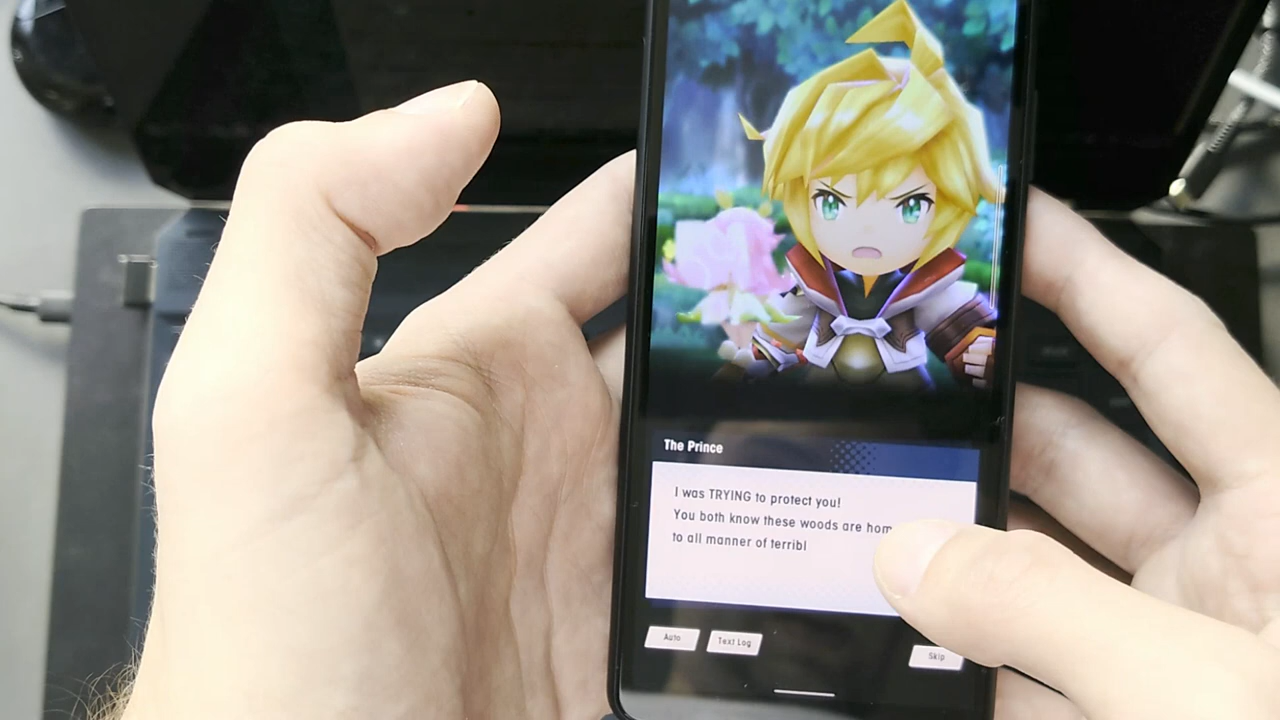 The Prince
I was TRYING to protect you!
You both know these woods are hom
to all manner of terribl
Auto
Text Log
Skip